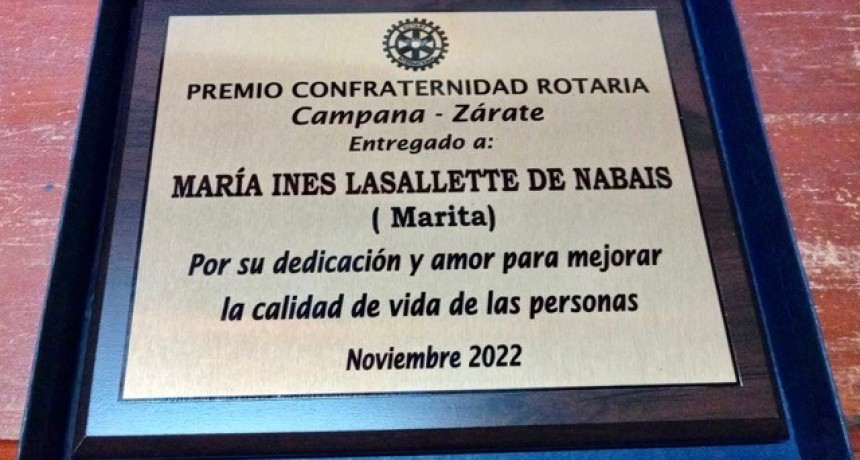 PREMIO CONFRATERNIDAD ROTARIA
Campana - Zárate
Entregado a:
MARÍA INES LASALLETTE DE NABAIS
( Marita)
Por su dedicación y amor para mejorar
la calidad de vida de las personas
Noviembre 2022